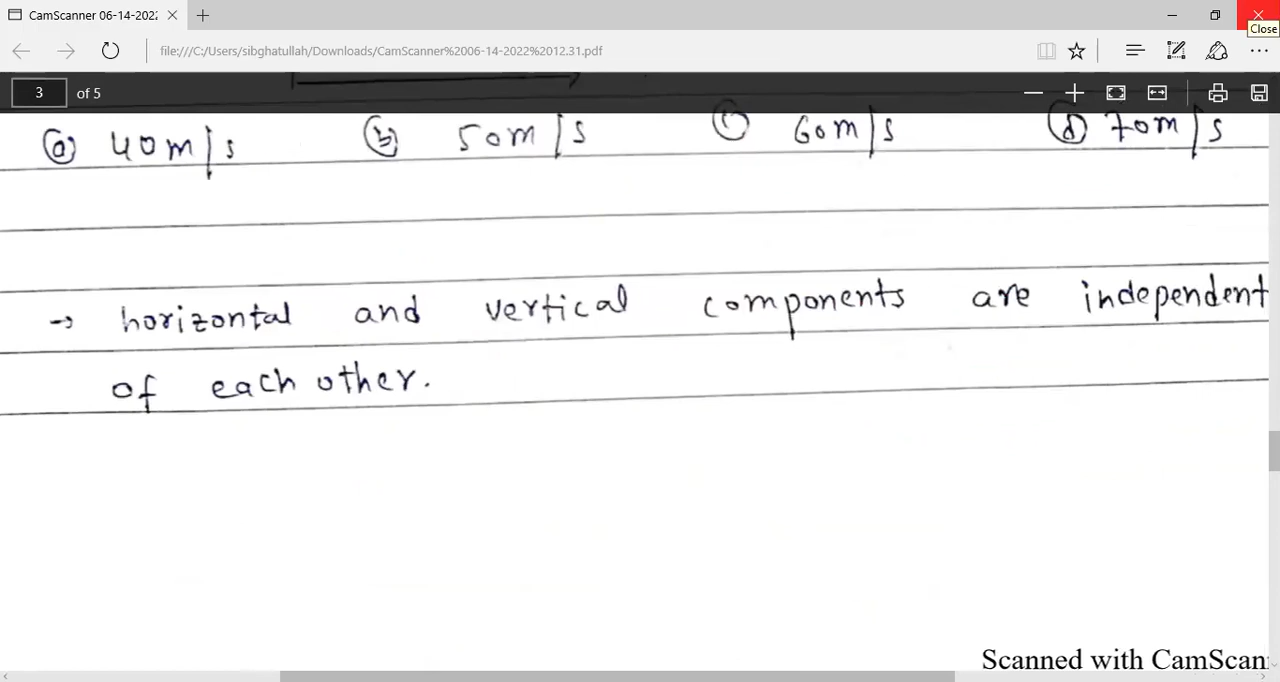 CamScanner 06-14-2022
Close
file:///C:/Users/sibghatullah/Downloads/CamScanner%2006-14-2022%2012.31.pdf
3 of 5
(a) 40m/s (b) 50m/s (c) 60m/s (d) 70m/s
→ horizontal and vertical components are independent
of each other.
Scanned with CamScan